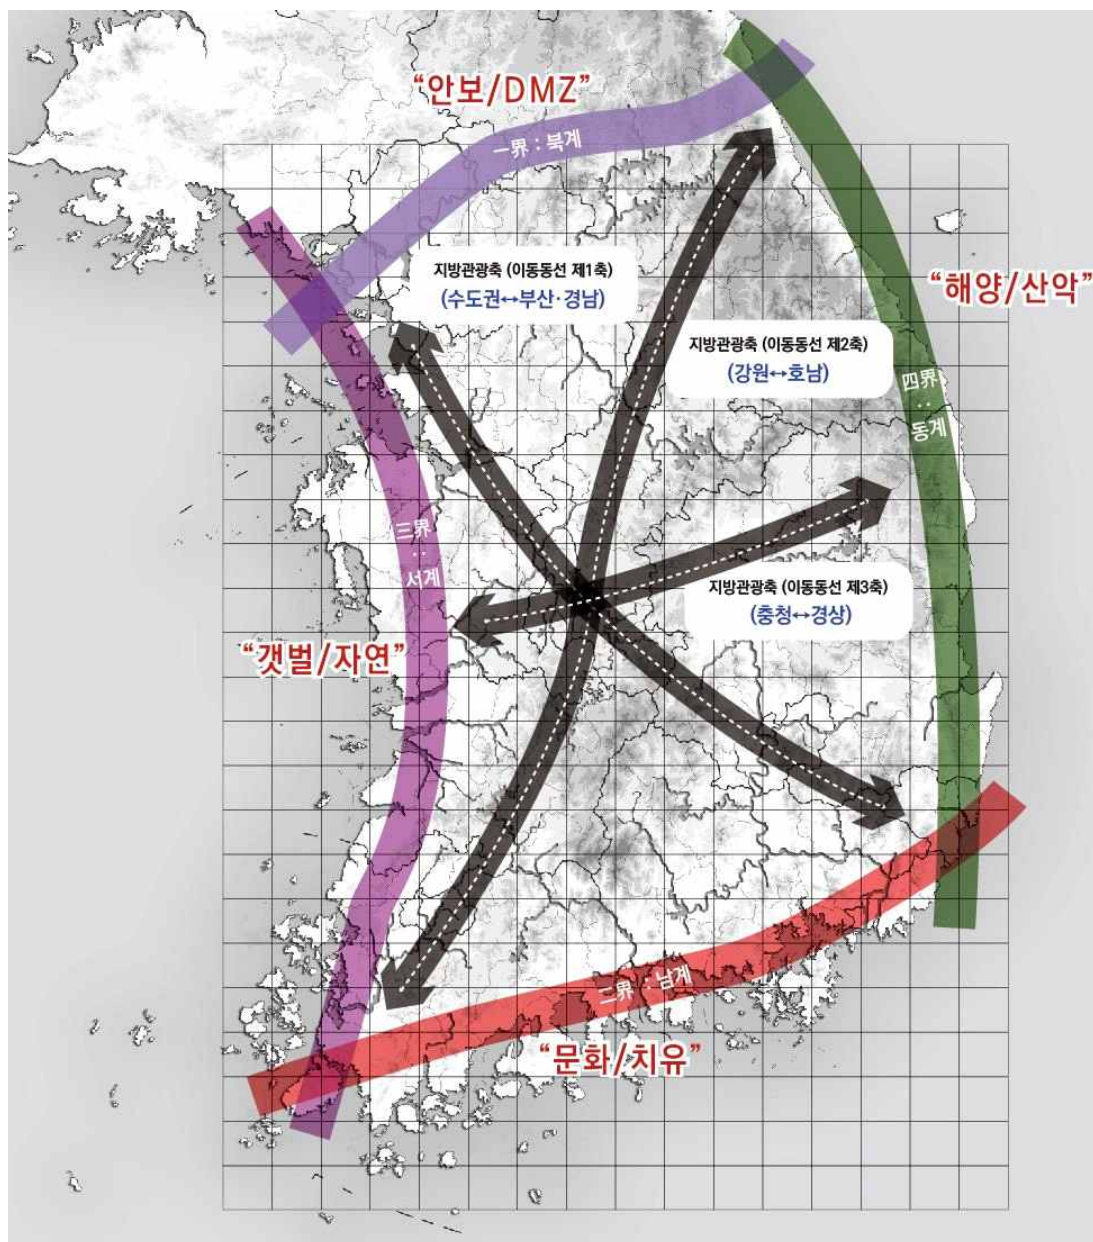 “안보/DMZ”
一界 : 북계
지방관광축 (이동동선 제1축)
(수도권↔부산·경남)
“해양/산악”
지방관광축 (이동동선 제2축)
(강원↔호남)
四界 : 동계
三界 : 서계
지방관광축 (이동동선 제3축)
(충청↔경상)
“갯벌/자연”
二界 : 남계
“문화/치유”